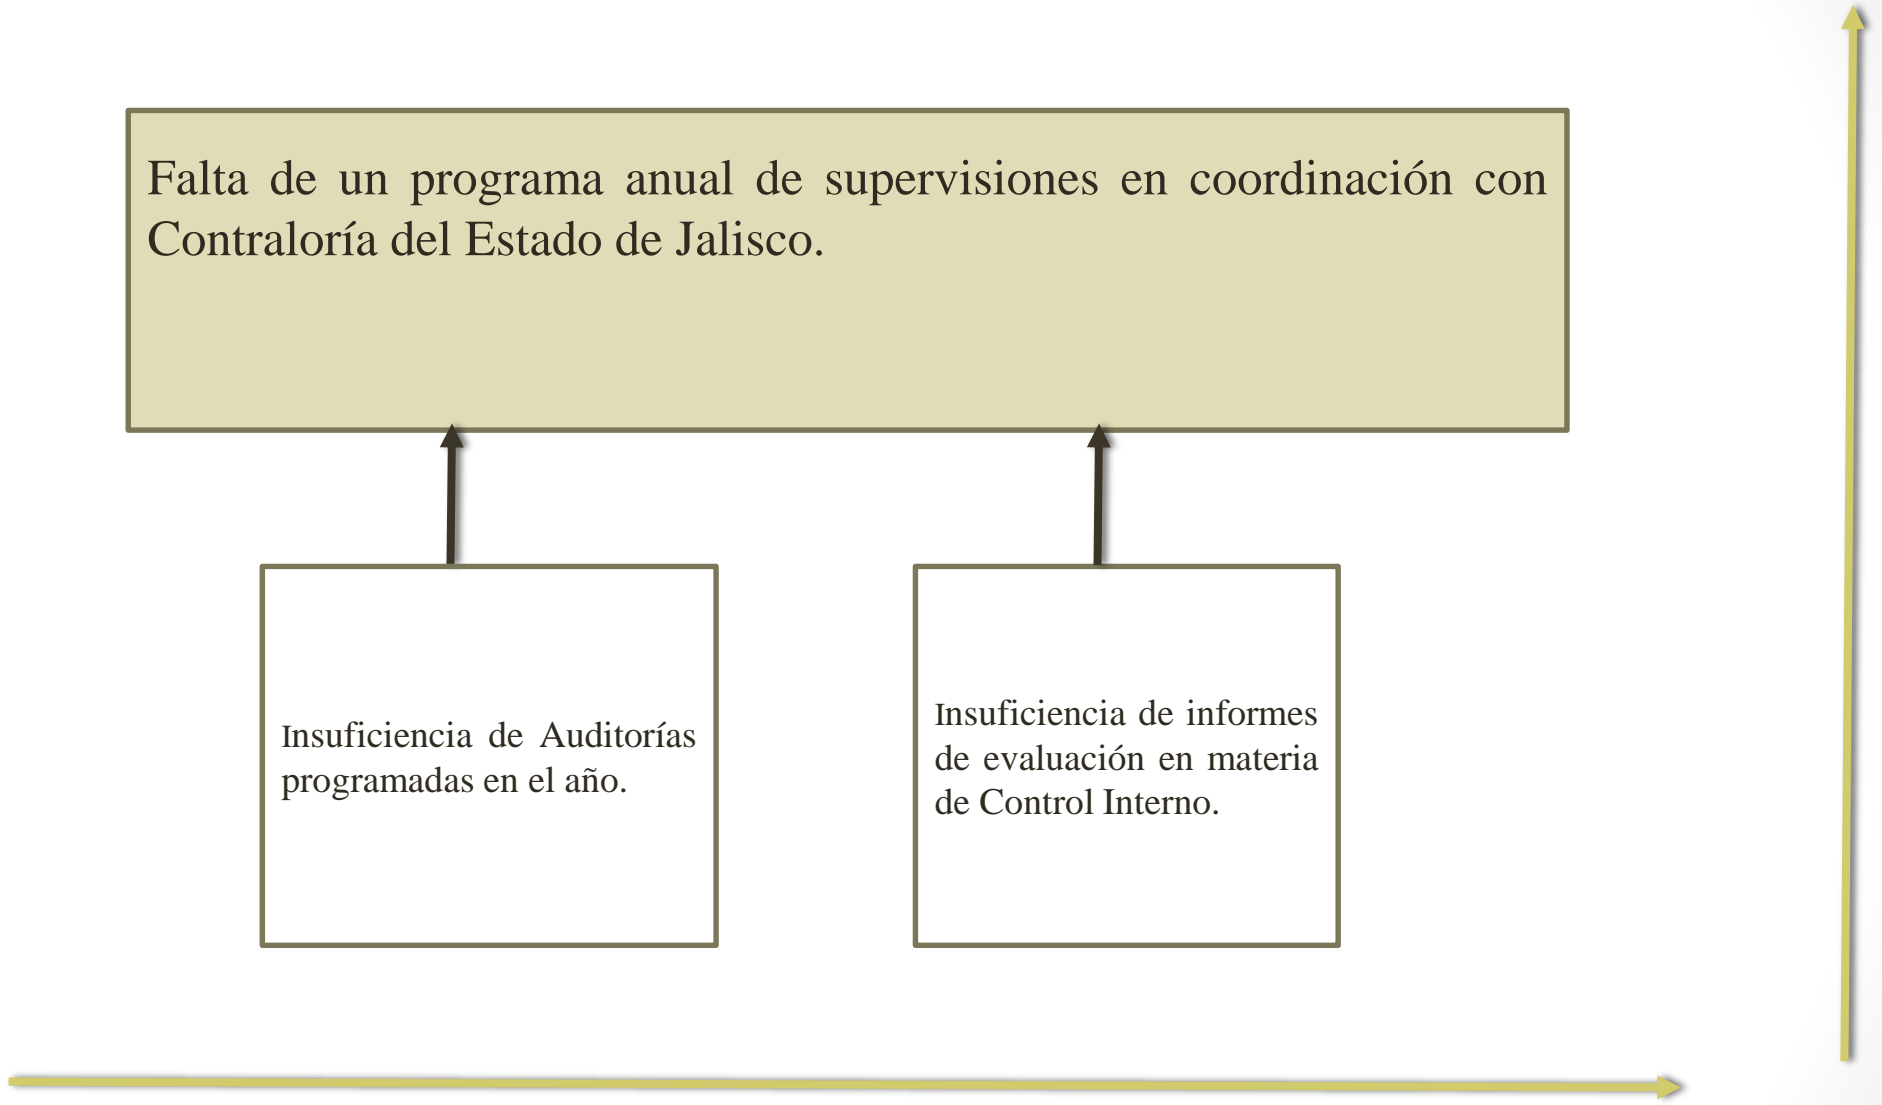 Falta de un programa anual de supervisiones en coordinación con
Contraloría del Estado de Jalisco.
Insuficiencia de Auditorías
programadas en el año.
Insuficiencia de informes
de evaluación en materia
de Control Interno.